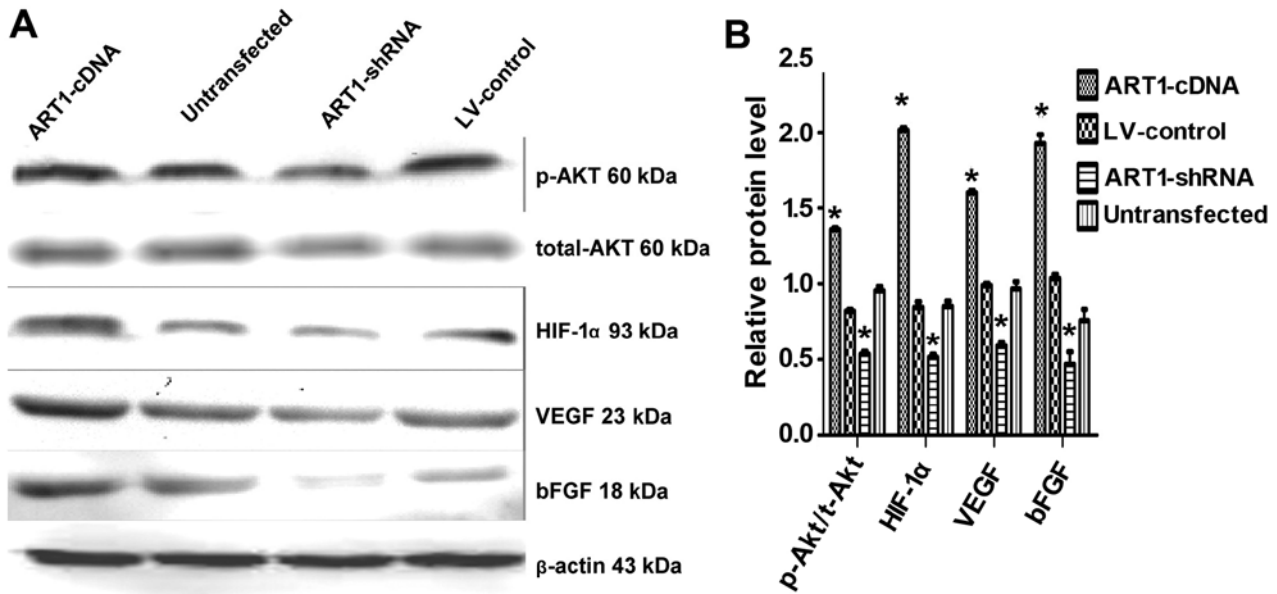 A
ART1-cDNA
Untransfected
ART1-shRNA
LV-control
p-AKT 60 kDa
total-AKT 60 kDa
HIF-1α 93 kDa
VEGF 23 kDa
bFGF 18 kDa
β-actin 43 kDa
B
Relative protein level
2.5
2.0
1.5
1.0
0.5
0.0
* * * * * * * *
p-Akt/t-Akt
HIF-1α
VEGF
bFGF
ART1-cDNA
LV-control
ART1-shRNA
Untransfected